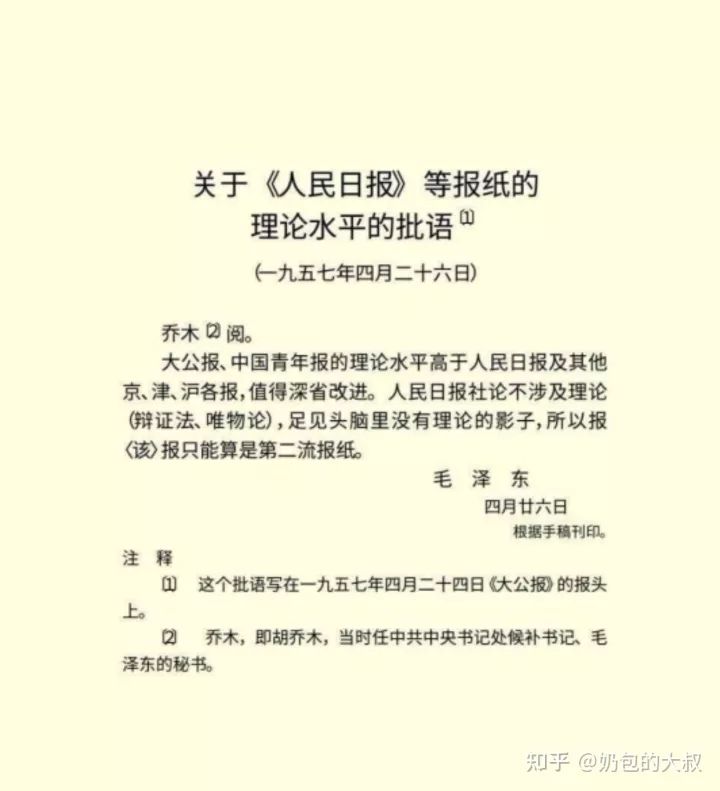 关于《人民日报》等报纸的
理论水平的批语〔1〕
(一九五七年四月二十六日)
乔木〔2〕阅。
大公报、中国青年报的理论水平高于人民日报及其他
京、津、沪各报，值得深省改进。人民日报社论不涉及理论
(辩证法、唯物论)，足见头脑里没有理论的影子，所以报
〈该〉报只能算是第二流报纸。
毛 泽 东
四月廿六日
根据手稿刊印。
注 释
〔1〕 这个批语写在一九五七年四月二十四日《大公报》的报头
上。
〔2〕 乔木，即胡乔木，当时任中共中央书记处候补书记、毛
泽东的秘书。
知乎 @奶包的大叔